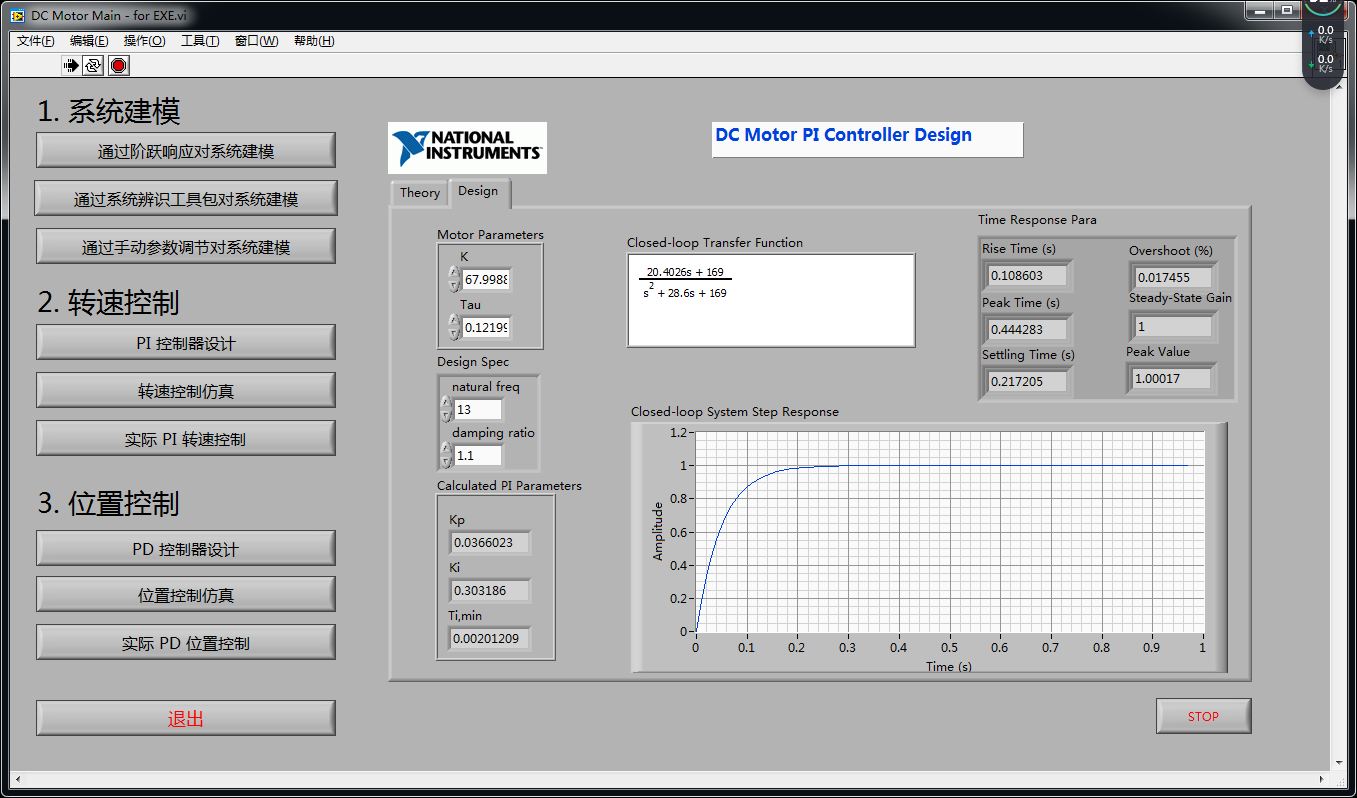 DC Motor Main - for EXE.vi
文件(F) 编辑(E) 操作(O) 工具(T) 窗口(W) 帮助(H)
0.0
K/s
0.0
K/s
1. 系统建模
通过阶跃响应对系统建模
通过系统辨识工具包对系统建模
通过手动参数调节对系统建模
2. 转速控制
PI 控制器设计
转速控制仿真
实际 PI 转速控制
3. 位置控制
PD 控制器设计
位置控制仿真
实际 PD 位置控制
退出
NATIONAL
INSTRUMENTS
DC Motor PI Controller Design
Theory Design
Motor Parameters
K
67.9988
Tau
0.12199
Design Spec
natural freq
13
damping ratio
1.1
Calculated PI Parameters
Kp
0.0366023
Ki
0.303186
Ti,min
0.00201209
Closed-loop Transfer Function
20.4026s + 169
s2 + 28.6s + 169
Time Response Para
Rise Time (s)
0.108603
Peak Time (s)
0.444283
Settling Time (s)
0.217205
Overshoot (%)
0.017455
Steady-State Gain
1
Peak Value
1.00017
Closed-loop System Step Response
Amplitude
1.2
1
0.8
0.6
0.4
0.2
0
0 0.1 0.2 0.3 0.4 0.5 0.6 0.7 0.8 0.9 1
Time (s)
STOP